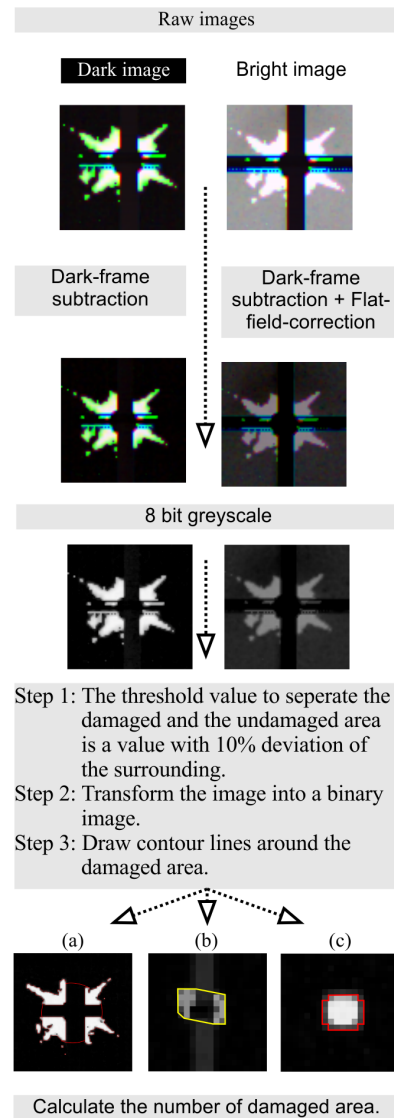 Raw images
Dark image
Bright image
Dark-frame
subtraction
Dark-frame
subtraction + Flat-
field-correction
8 bit greyscale
Step 1: The threshold value to seperate the
damaged and the undamaged area
is a value with 10% deviation of
the surrounding.
Step 2: Transform the image into a binary
image.
Step 3: Draw contour lines around the
damaged area.
(a)
(b)
(c)
Calculate the number of damaged area.